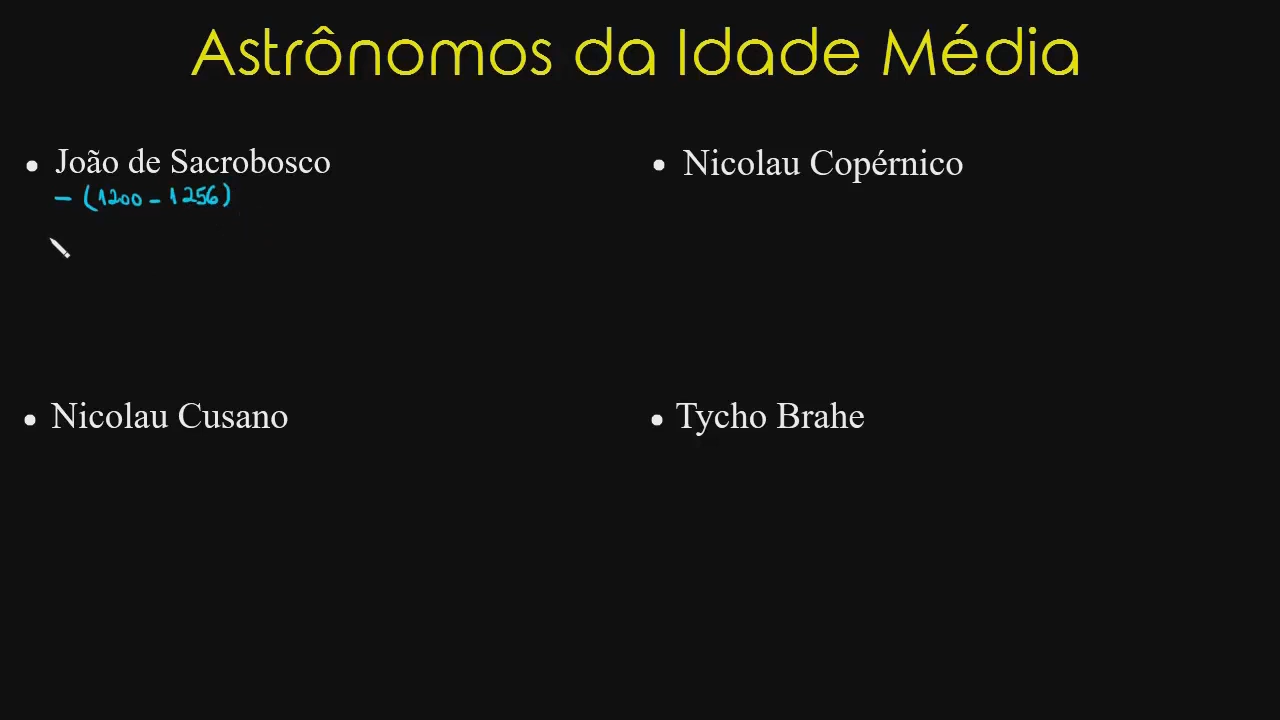 Astrônomos da Idade Média
• João de Sacrobosco
– (1200 – 1256)
• Nicolau Copérnico
• Nicolau Cusano
• Tycho Brahe